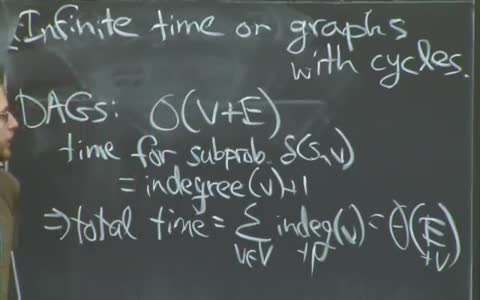 Infinite time on graphs
with cycles.
DAGs: O(V+E)
time for subprob. δ(s,v)
= indegree(v)+1
⇒ total time = Σ indeg(v) = Θ(E
v∈V +1 +V)